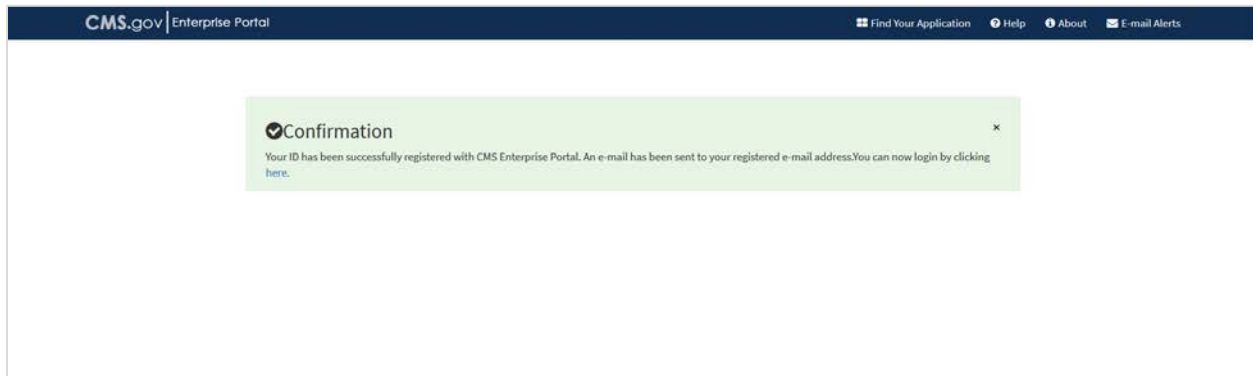 CMS.gov Enterprise Portal Find Your Application Help About E-mail Alerts
Confirmation ×
Your ID has been successfully registered with CMS Enterprise Portal. An e-mail has been sent to your registered e-mail address.You can now login by clicking
here.